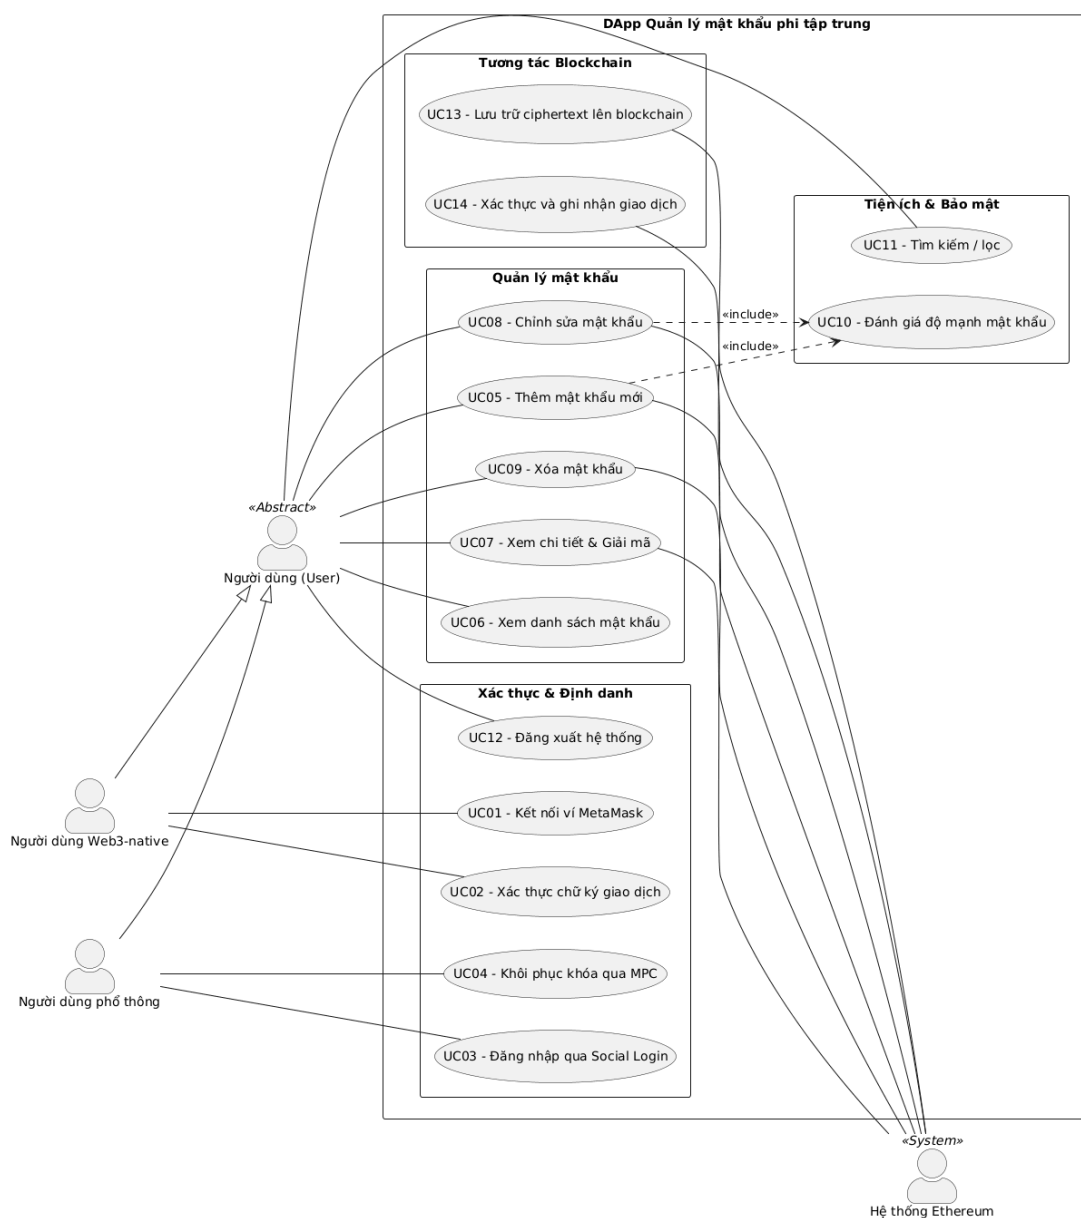 DApp Quản lý mật khẩu phi tập trung
Tương tác Blockchain
UC13 - Lưu trữ ciphertext lên blockchain
UC14 - Xác thực và ghi nhận giao dịch
Tiện ích & Bảo mật
UC11 - Tìm kiếm / lọc
UC10 - Đánh giá độ mạnh mật khẩu
Quản lý mật khẩu
UC08 - Chỉnh sửa mật khẩu
«include»
UC05 - Thêm mật khẩu mới
«include»
UC09 - Xóa mật khẩu
UC07 - Xem chi tiết & Giải mã
UC06 - Xem danh sách mật khẩu
«Abstract»
Người dùng (User)
Xác thực & Định danh
UC12 - Đăng xuất hệ thống
UC01 - Kết nối ví MetaMask
UC02 - Xác thực chữ ký giao dịch
UC04 - Khôi phục khóa qua MPC
UC03 - Đăng nhập qua Social Login
Người dùng Web3-native
Người dùng phổ thông
«System»
Hệ thống Ethereum